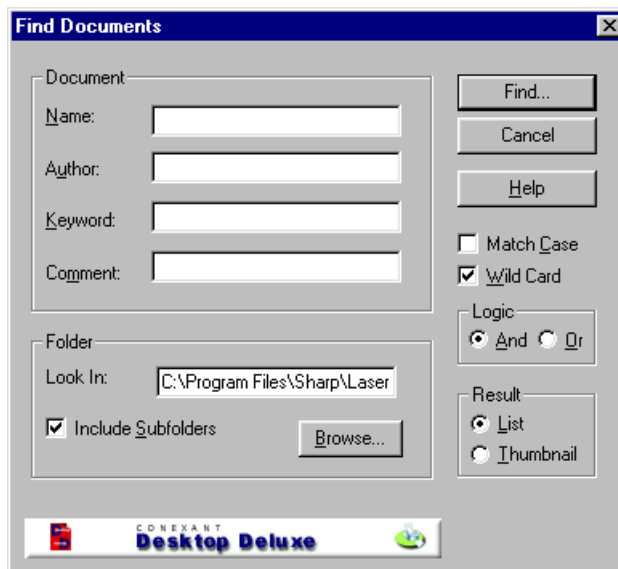 Find Documents
Document
Name:
Author:
Keyword:
Comment:
Find...
Cancel
Help
Match Case
Wild Card
Logic
And
Or
Folder
Look In:
C:\Program Files\Sharp\Laser
Include Subfolders
Browse...
Result
List
Thumbnail
CONEXANT
Desktop Deluxe